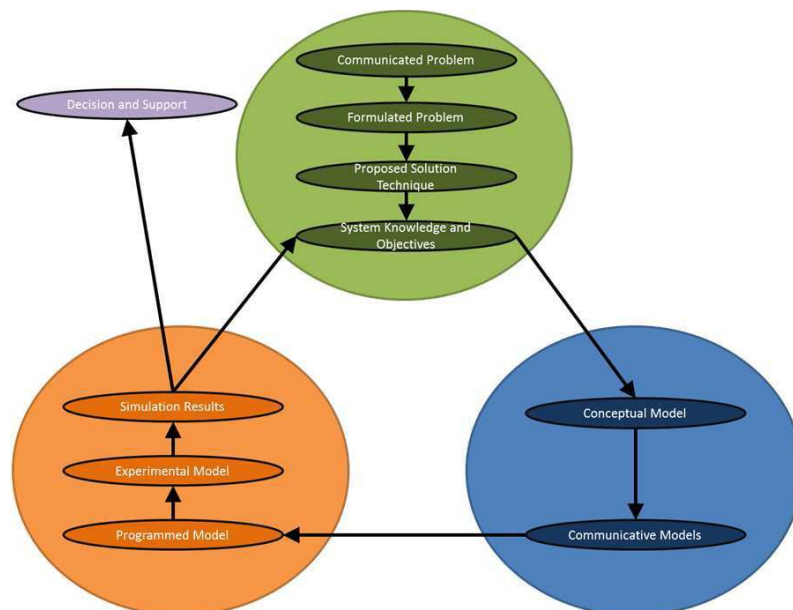 Communicated Problem
Decision and Support
Formulated Problem
Proposed Solution
Technique
System Knowledge and
Objectives
Simulation Results
Conceptual Model
Experimental Model
Programmed Model
Communicative Models